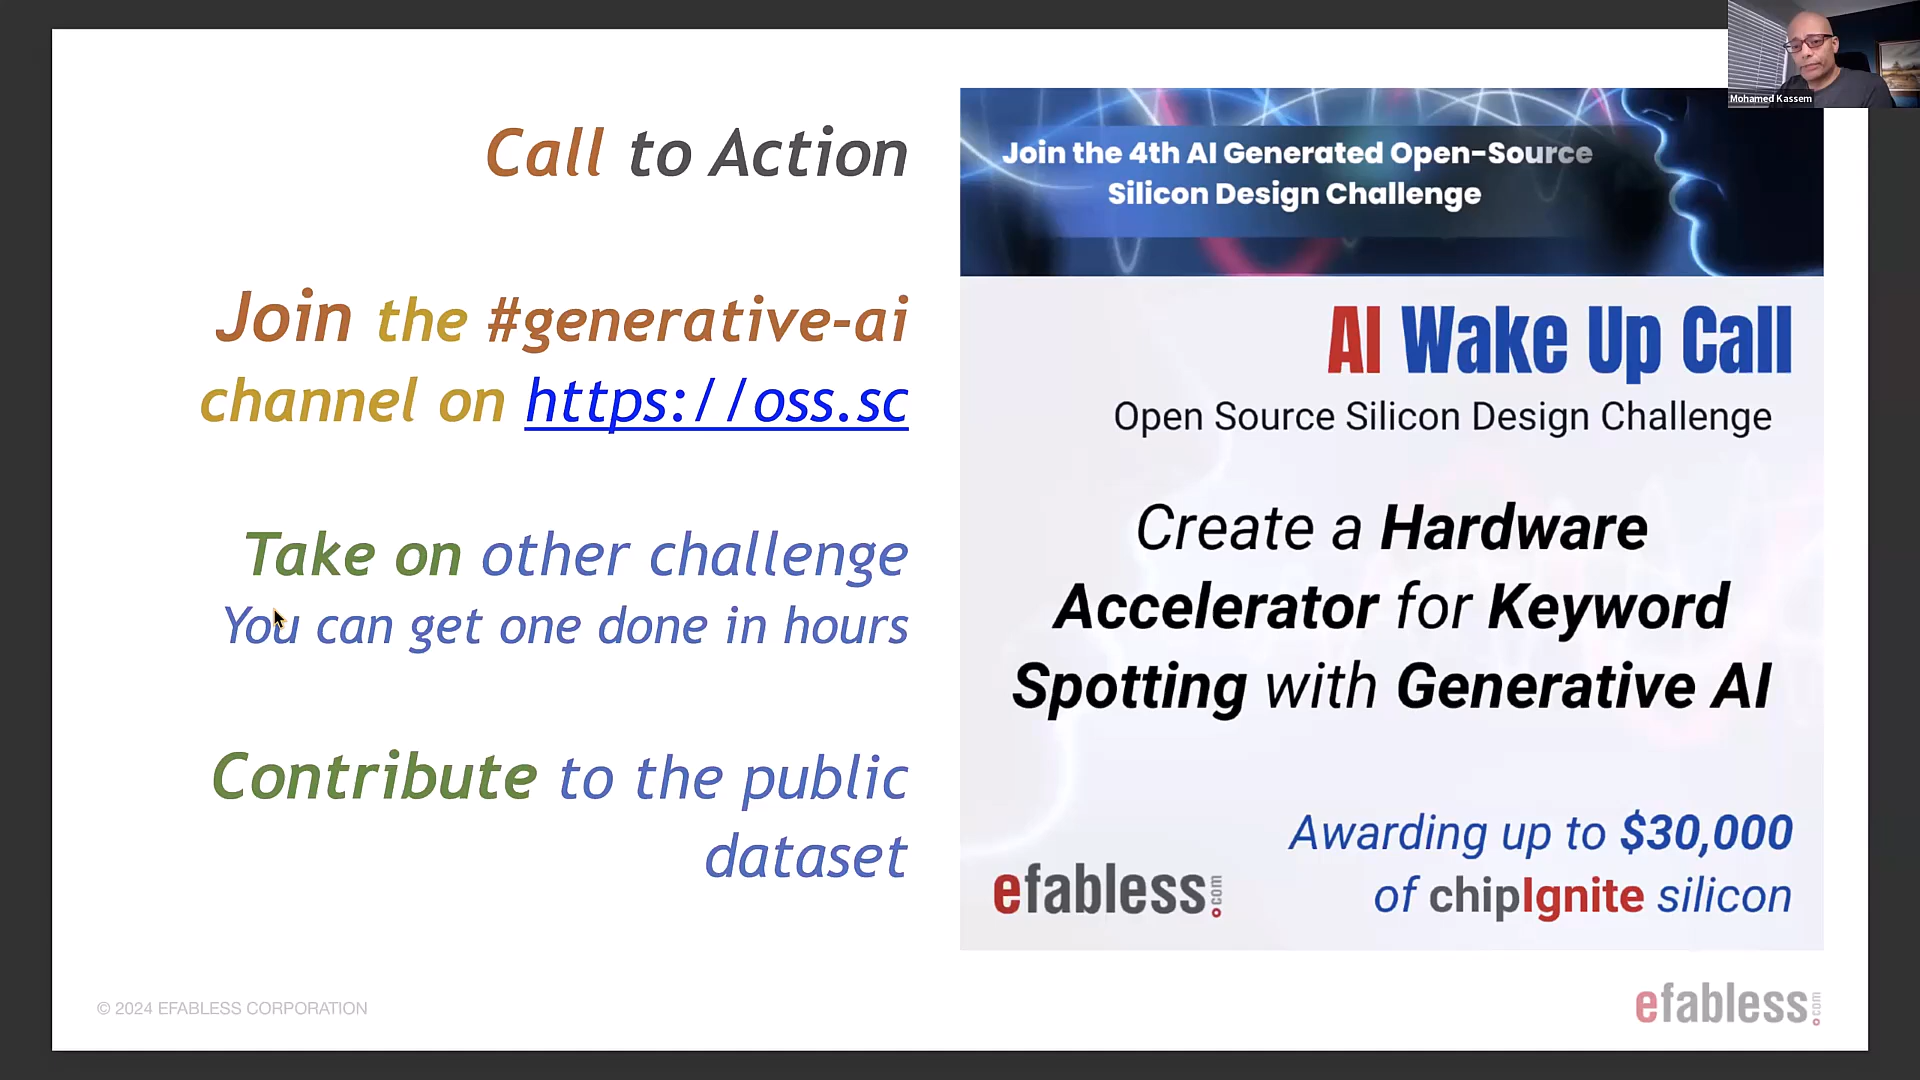 Call to Action
Join the #generative-ai
channel on https://oss.sc
Take on other challenge
You can get one done in hours
Contribute to the public
dataset
Join the 4th AI Generated Open-Source
Silicon Design Challenge
AI Wake Up Call
Open Source Silicon Design Challenge
Create a Hardware
Accelerator for Keyword
Spotting with Generative AI
Awarding up to $30,000
of chipIgnite silicon
efabless.com
© 2024 EFABLESS CORPORATION
efabless.com
Mohamed Kassem